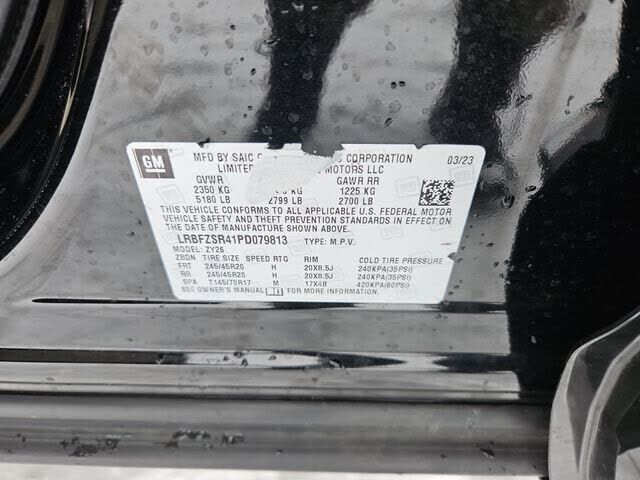 GM
MFD BY SAIC CORPORATION 03/23
LIMITED MOTORS LLC
GVWR GAWR RR
2350 KG KG 1225 KG
5180 LB 2799 LB 2700 LB
THIS VEHICLE CONFORMS TO ALL APPLICABLE U.S. FEDERAL MOTOR
VEHICLE SAFETY AND THEFT PREVENTION STANDARDS IN EFFECT ON
THE DATE OF MANUFACTURE SHOWN ABOVE.
LRBFZSR41PD079813 TYPE: M.P.V.
MODEL: ZY26
ZBDN TIRE SIZE SPEED RTG RIM COLD TIRE PRESSURE
FRT 245/45R20 H 20X8.5J 240KPA(35PSI)
RR 245/45R20 H 20X8.5J 240KPA(35PSI)
SPA T145/70R17 M 17X4B 420KPA(60PSI)
SEE OWNER'S MANUAL FOR MORE INFORMATION.